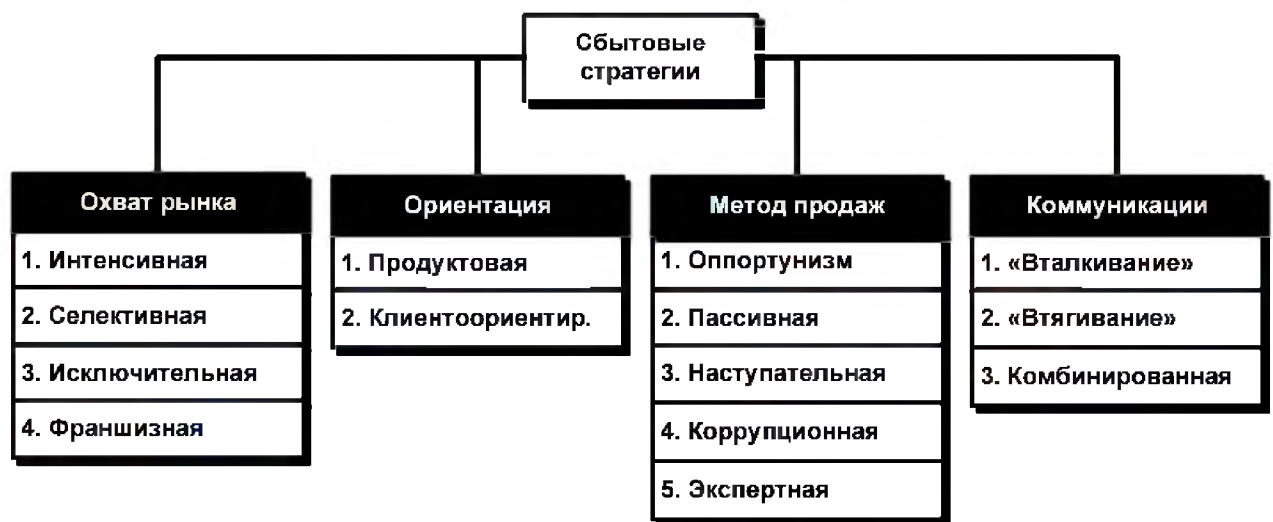 Сбытовые
стратегии
Охват рынка
1. Интенсивная
2. Селективная
3. Исключительная
4. Франшизная
Ориентация
1. Продуктовая
2. Клиентоориентир.
Метод продаж
1. Оппортунизм
2. Пассивная
3. Наступательная
4. Коррупционная
5. Экспертная
Коммуникации
1. «Вталкивание»
2. «Втягивание»
3. Комбинированная